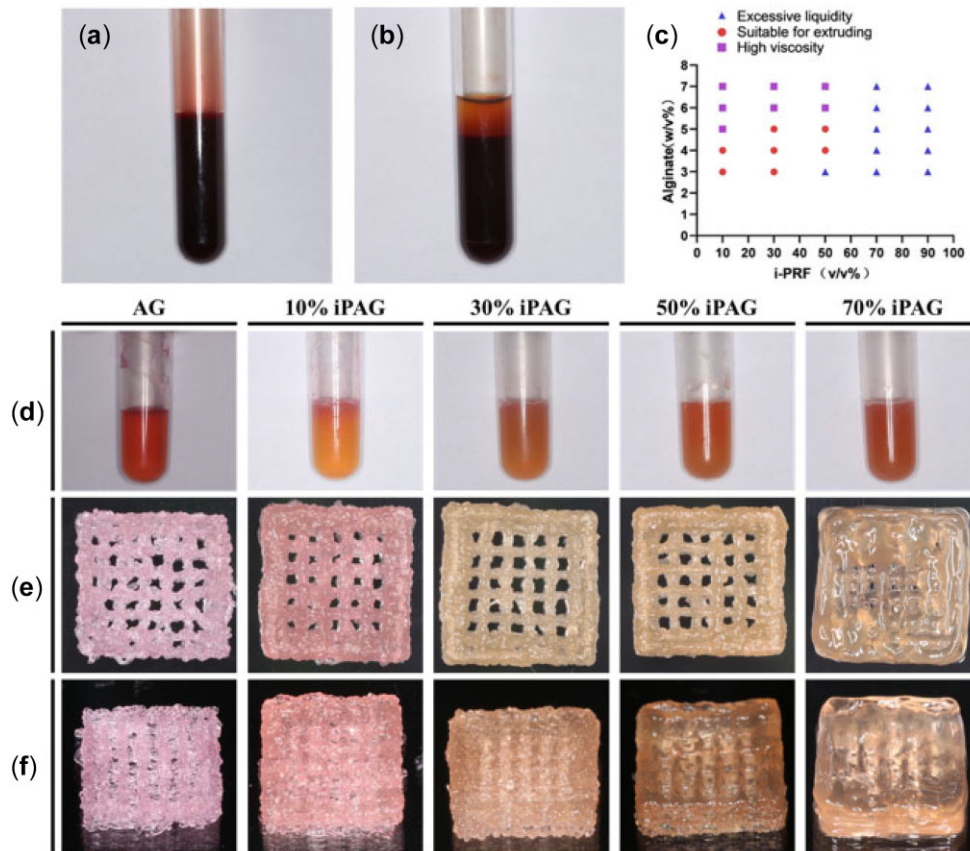 (a)
(b)
(c)
Excessive liquidity
Suitable for extruding
High viscosity
Alginate(w/v%)
8
7
6
5
4
3
2
1
0
0 10 20 30 40 50 60 70 80 90 100
i-PRF (v/v%)
AG 10% iPAG 30% iPAG 50% iPAG 70% iPAG
(d)
(e)
(f)